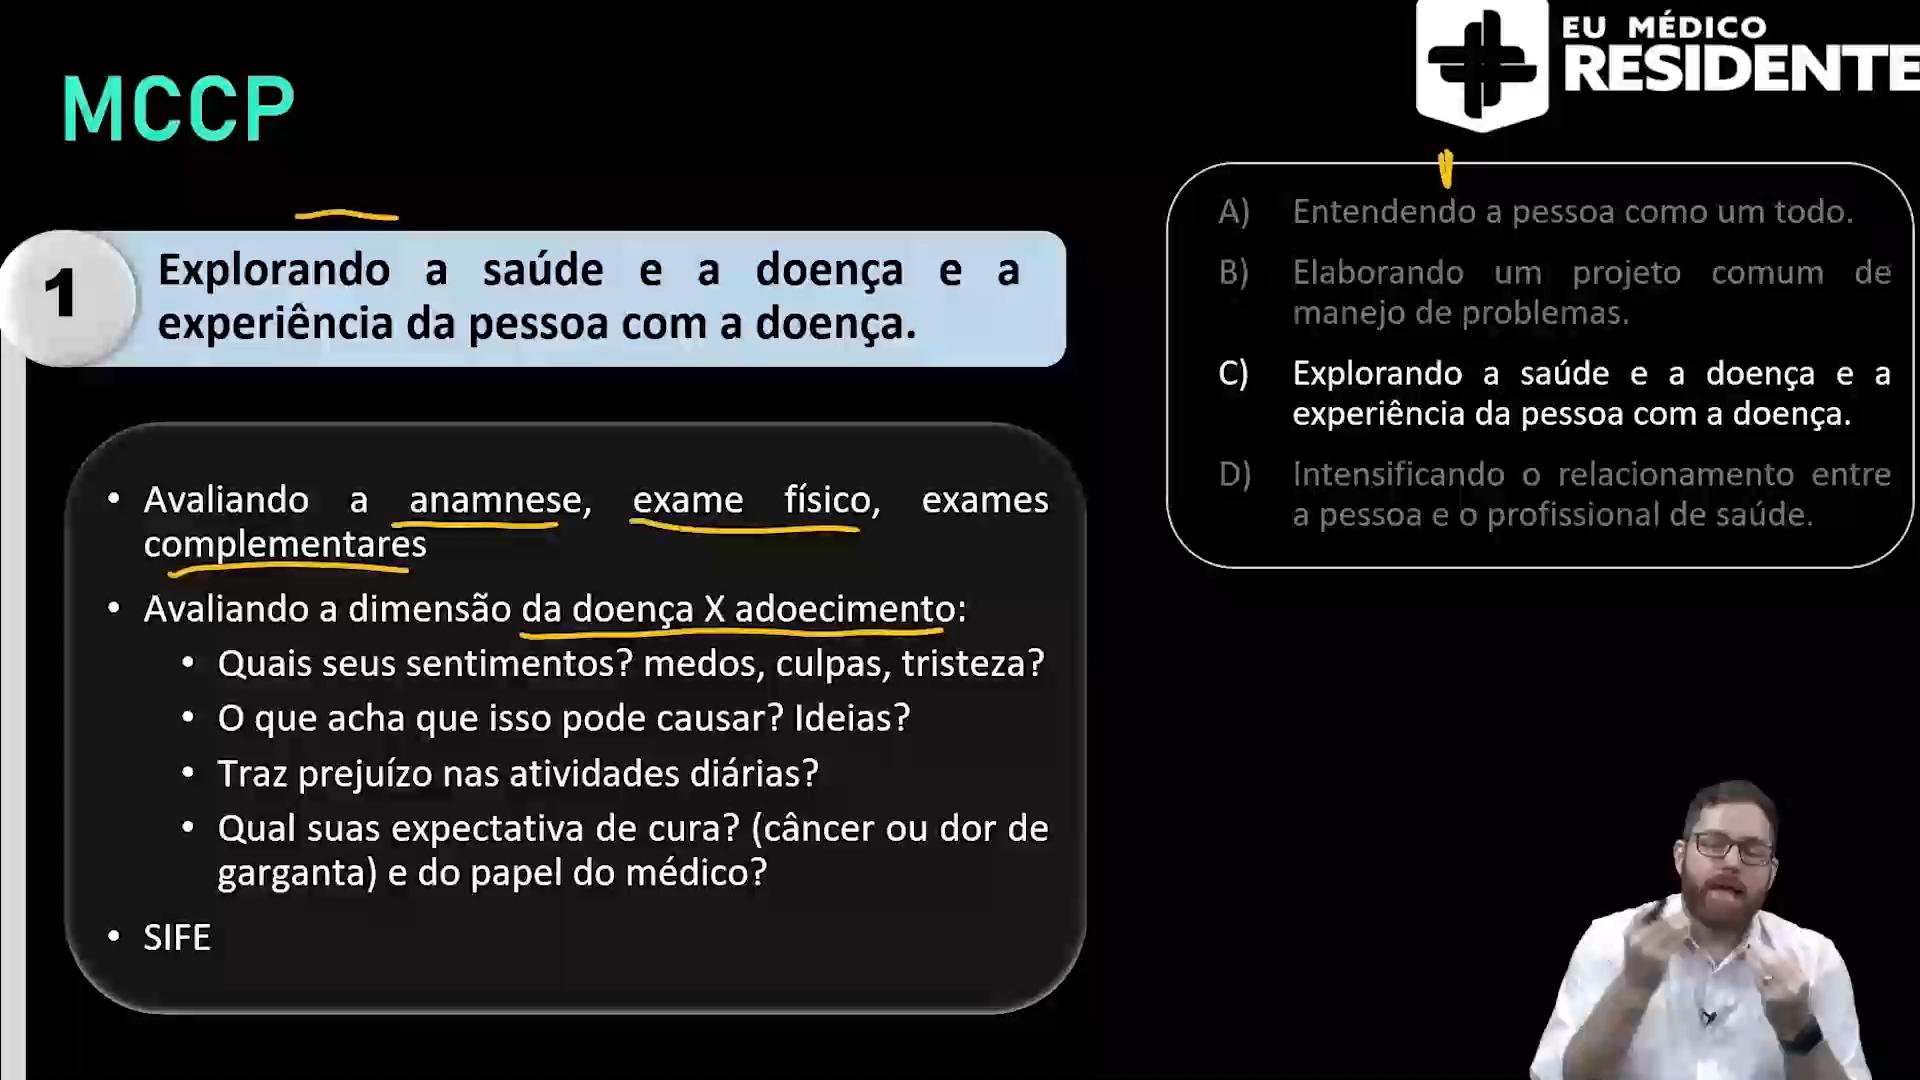 EU MÉDICO
RESIDENTE
MCCP
1
Explorando a saúde e a doença e a
experiência da pessoa com a doença.
• Avaliando a anamnese, exame físico, exames
complementares
• Avaliando a dimensão da doença X adoecimento:
• Quais seus sentimentos? medos, culpas, tristeza?
• O que acha que isso pode causar? Ideias?
• Traz prejuízo nas atividades diárias?
• Qual suas expectativa de cura? (câncer ou dor de
garganta) e do papel do médico?
• SIFE
A) Entendendo a pessoa como um todo.
B) Elaborando um projeto comum de
manejo de problemas.
C) Explorando a saúde e a doença e a
experiência da pessoa com a doença.
D) Intensificando o relacionamento entre
a pessoa e o profissional de saúde.